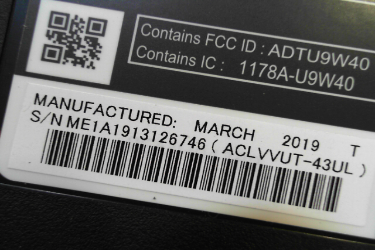 Contains FCC ID : ADTU9W40
Contains IC : 1178A-U9W40
MANUFACTURED: MARCH 2019 T
S/N ME1A1913126746 ( ACLVVUT-43UL )